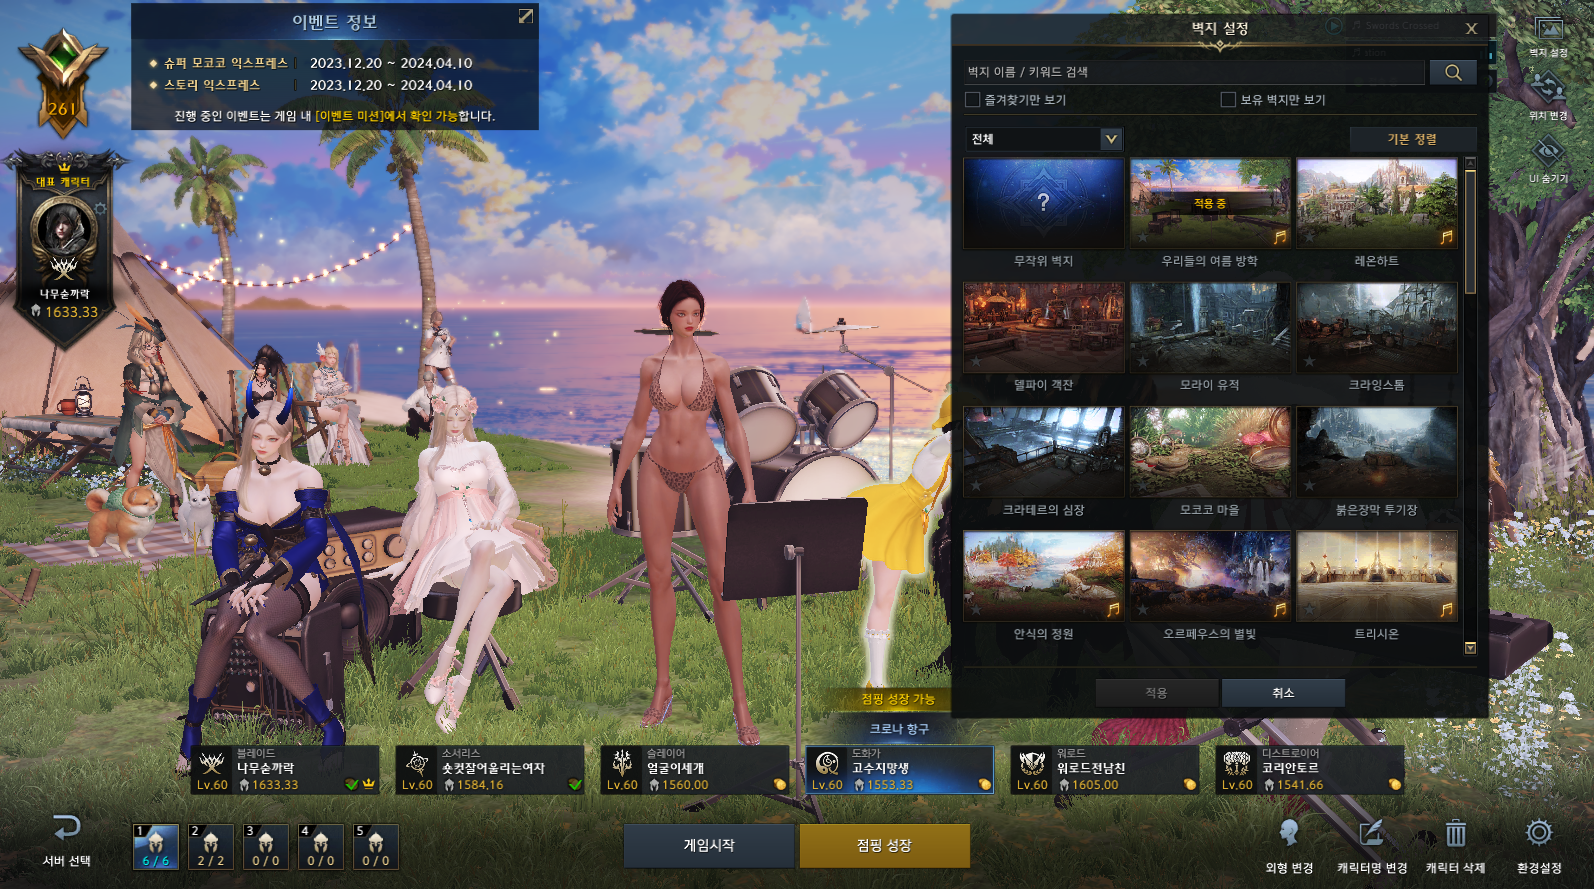 이벤트 정보
슈퍼 모코코 익스프레스 2023.12.20 ~ 2024.04.10
스토리 익스프레스 2023.12.20 ~ 2024.04.10
진행 중인 이벤트는 게임 내 [이벤트 미션]에서 확인 가능합니다.
261
대표 캐릭터
나무숟까락
1633.33
벽지 설정
X
Swords Crossed
벽지 이름 / 키워드 검색
즐겨찾기만 보기
보유 벽지만 보기
전체
기본 정렬
?
적용 중
무작위 벽지
우리들의 여름 방학
레온하트
델파이 객잔
모라이 유적
크라잉스톰
크라테르의 심장
모코코 마을
붉은장막 투기장
안식의 정원
오르페우스의 별빛
트리시온
적용
취소
벽지 설정
위치 변경
UI 숨기기
점핑 성장 가능
크로나 항구
블레이드
나무숟까락
Lv.60 1633.33
소서리스
숏컷잘어울리는여자
Lv.60 1584.16
슬레이어
얼굴이세개
Lv.60 1560.00
도화가
고수지망생
Lv.60 1553.33
워로드
워로드전남친
Lv.60 1605.00
디스트로이어
코리안토르
Lv.60 1541.66
서버 선택
1
6 / 6
2
2 / 2
3
0 / 0
4
0 / 0
5
0 / 0
게임시작
점핑 성장
외형 변경
캐릭터명 변경
캐릭터 삭제
환경설정